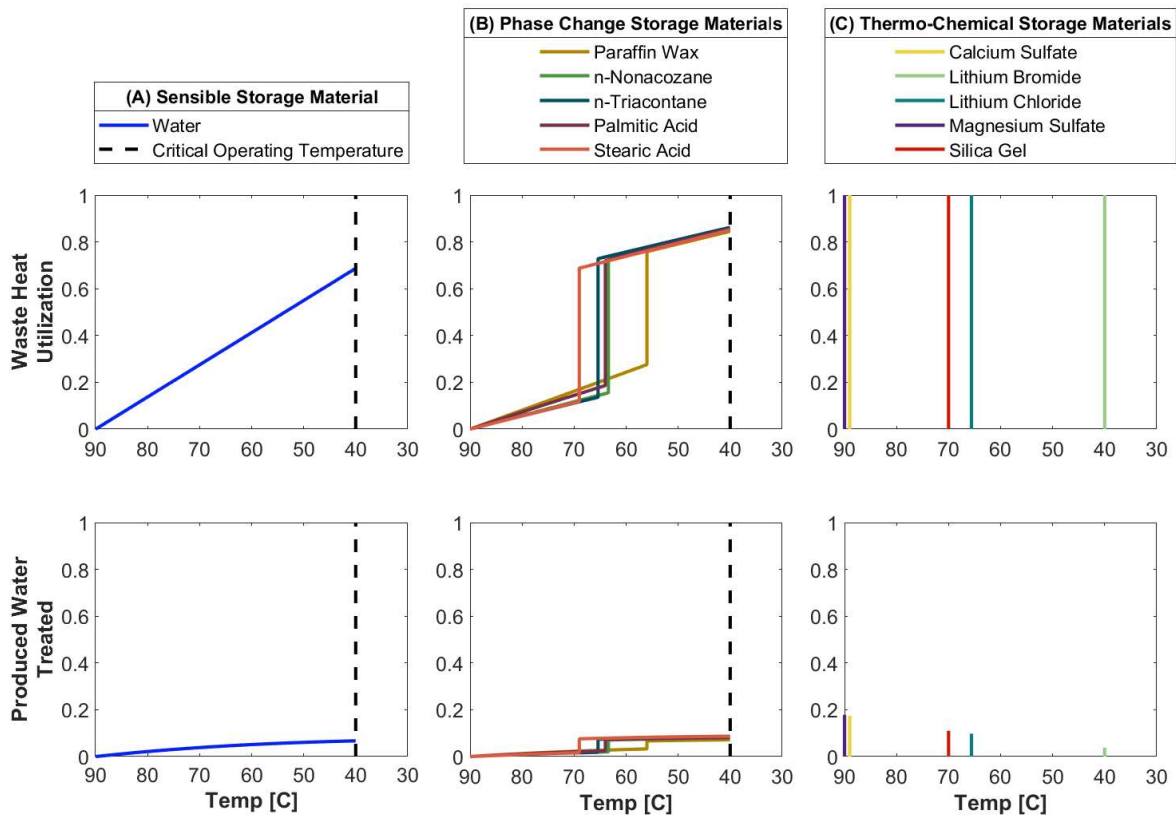 (A) Sensible Storage Material
Water
Critical Operating Temperature
(B) Phase Change Storage Materials
Paraffin Wax
n-Nonacozane
n-Triacontane
Palmitic Acid
Stearic Acid
(C) Thermo-Chemical Storage Materials
Calcium Sulfate
Lithium Bromide
Lithium Chloride
Magnesium Sulfate
Silica Gel
Waste Heat
Utilization
1
0.8
0.6
0.4
0.2
0
90 80 70 60 50 40 30
1
0.8
0.6
0.4
0.2
0
90 80 70 60 50 40 30
1
0.8
0.6
0.4
0.2
0
90 80 70 60 50 40 30
Produced Water
Treated
1
0.8
0.6
0.4
0.2
0
90 80 70 60 50 40 30
Temp [C]
1
0.8
0.6
0.4
0.2
0
90 80 70 60 50 40 30
Temp [C]
1
0.8
0.6
0.4
0.2
0
90 80 70 60 50 40 30
Temp [C]